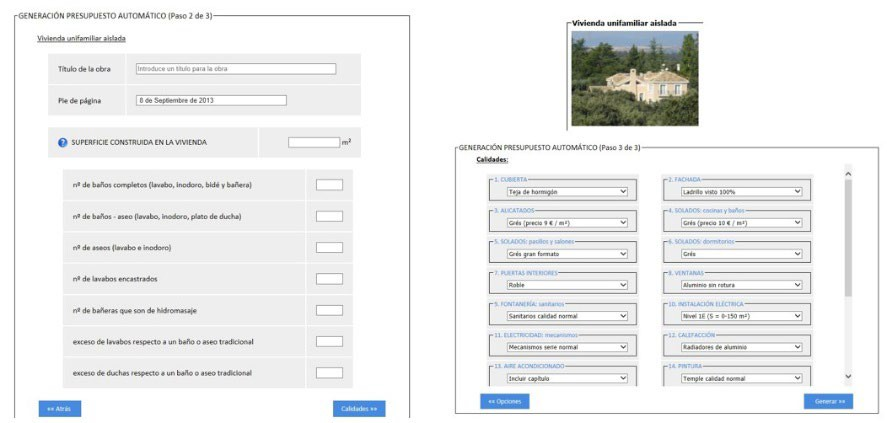 GENERACIÓN PRESUPUESTO AUTOMÁTICO (Paso 2 de 3)
Vivienda unifamiliar aislada
Título de la obra
Introduce un título para la obra
Pie de página
8 de Septiembre de 2013
? SUPERFICIE CONSTRUIDA EN LA VIVIENDA
m²
nº de baños completos (lavabo, inodoro, bidé y bañera)
nº de baños - aseo (lavabo, inodoro, plato de ducha)
nº de aseos (lavabo e inodoro)
nº de lavabos encastrados
nº de bañeras que son de hidromasaje
exceso de lavabos respecto a un baño o aseo tradicional
exceso de duchas respecto a un baño o aseo tradicional
<< Atrás
Calidades >>
Vivienda unifamiliar aislada
GENERACIÓN PRESUPUESTO AUTOMÁTICO (Paso 3 de 3)
Calidades:
1. CUBIERTA
Teja de hormigón
2. FACHADA
Ladrillo visto 100%
3. ALICATADOS
Grés (precio 9 € / m²)
4. SOLADOS: cocinas y baños
Grés (precio 10 € / m²)
5. SOLADOS: pasillos y salones
Grés gran formato
6. SOLADOS: dormitorios
Grés
7. PUERTAS INTERIORES
Roble
8. VENTANAS
Aluminio sin rotura
9. FONTANERÍA: sanitarios
Sanitarios calidad normal
10. INSTALACIÓN ELÉCTRICA
Nivel 1E (S = 0-150 m²)
11. ELECTRICIDAD: mecanismos
Mecanismos serie normal
12. CALEFACCIÓN
Radiadores de aluminio
13. AIRE ACONDICIONADO
Incluir capítulo
14. PINTURA
Temple calidad normal
<< Opciones
Generar >>